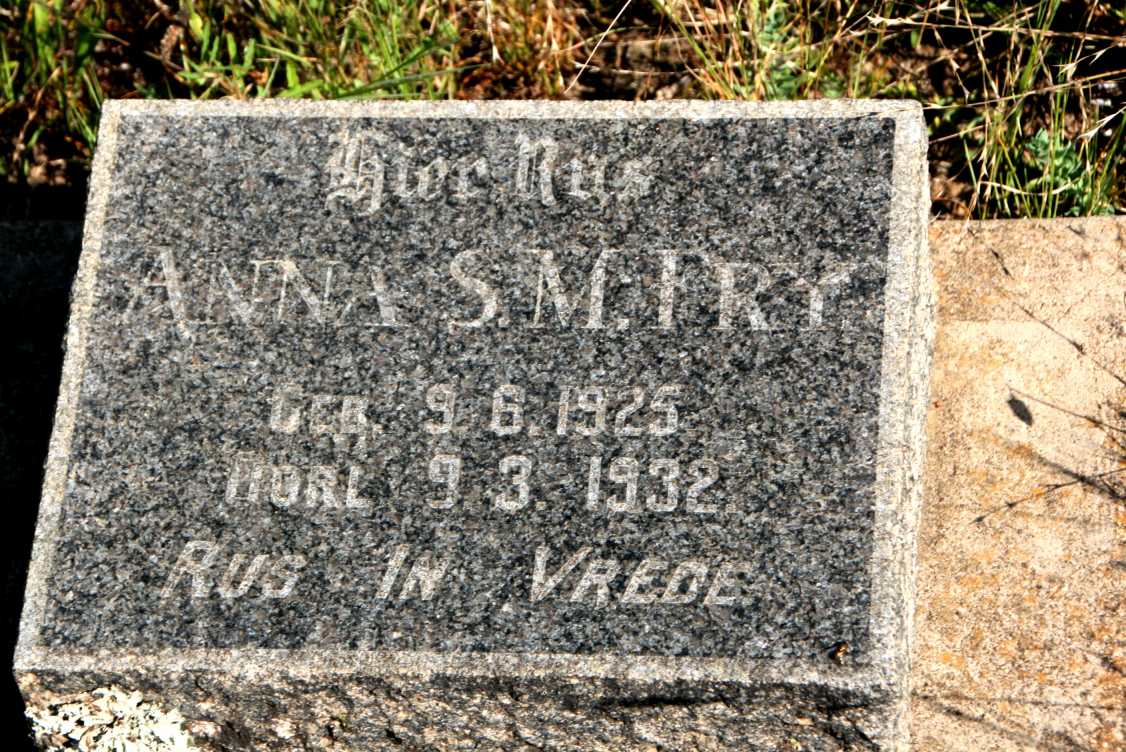 Hier Rus
ANNA S. M. FRY.
GEB. 9. 6. 1925
OORL 9. 3. 1932.
RUS IN VREDE